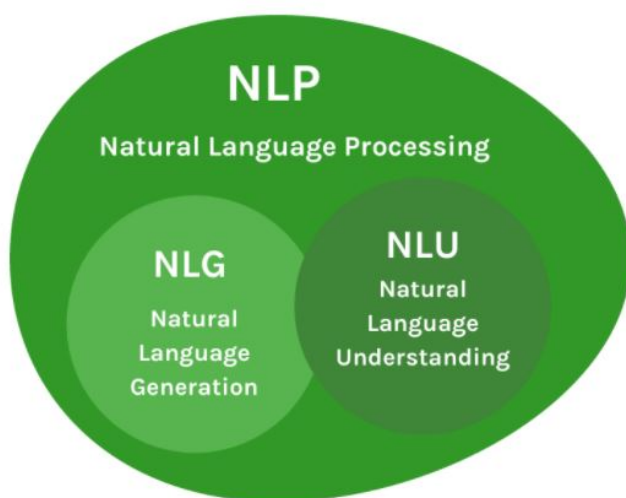 NLP
Natural Language Processing
NLG
Natural
Language
Generation
NLU
Natural
Language
Understanding